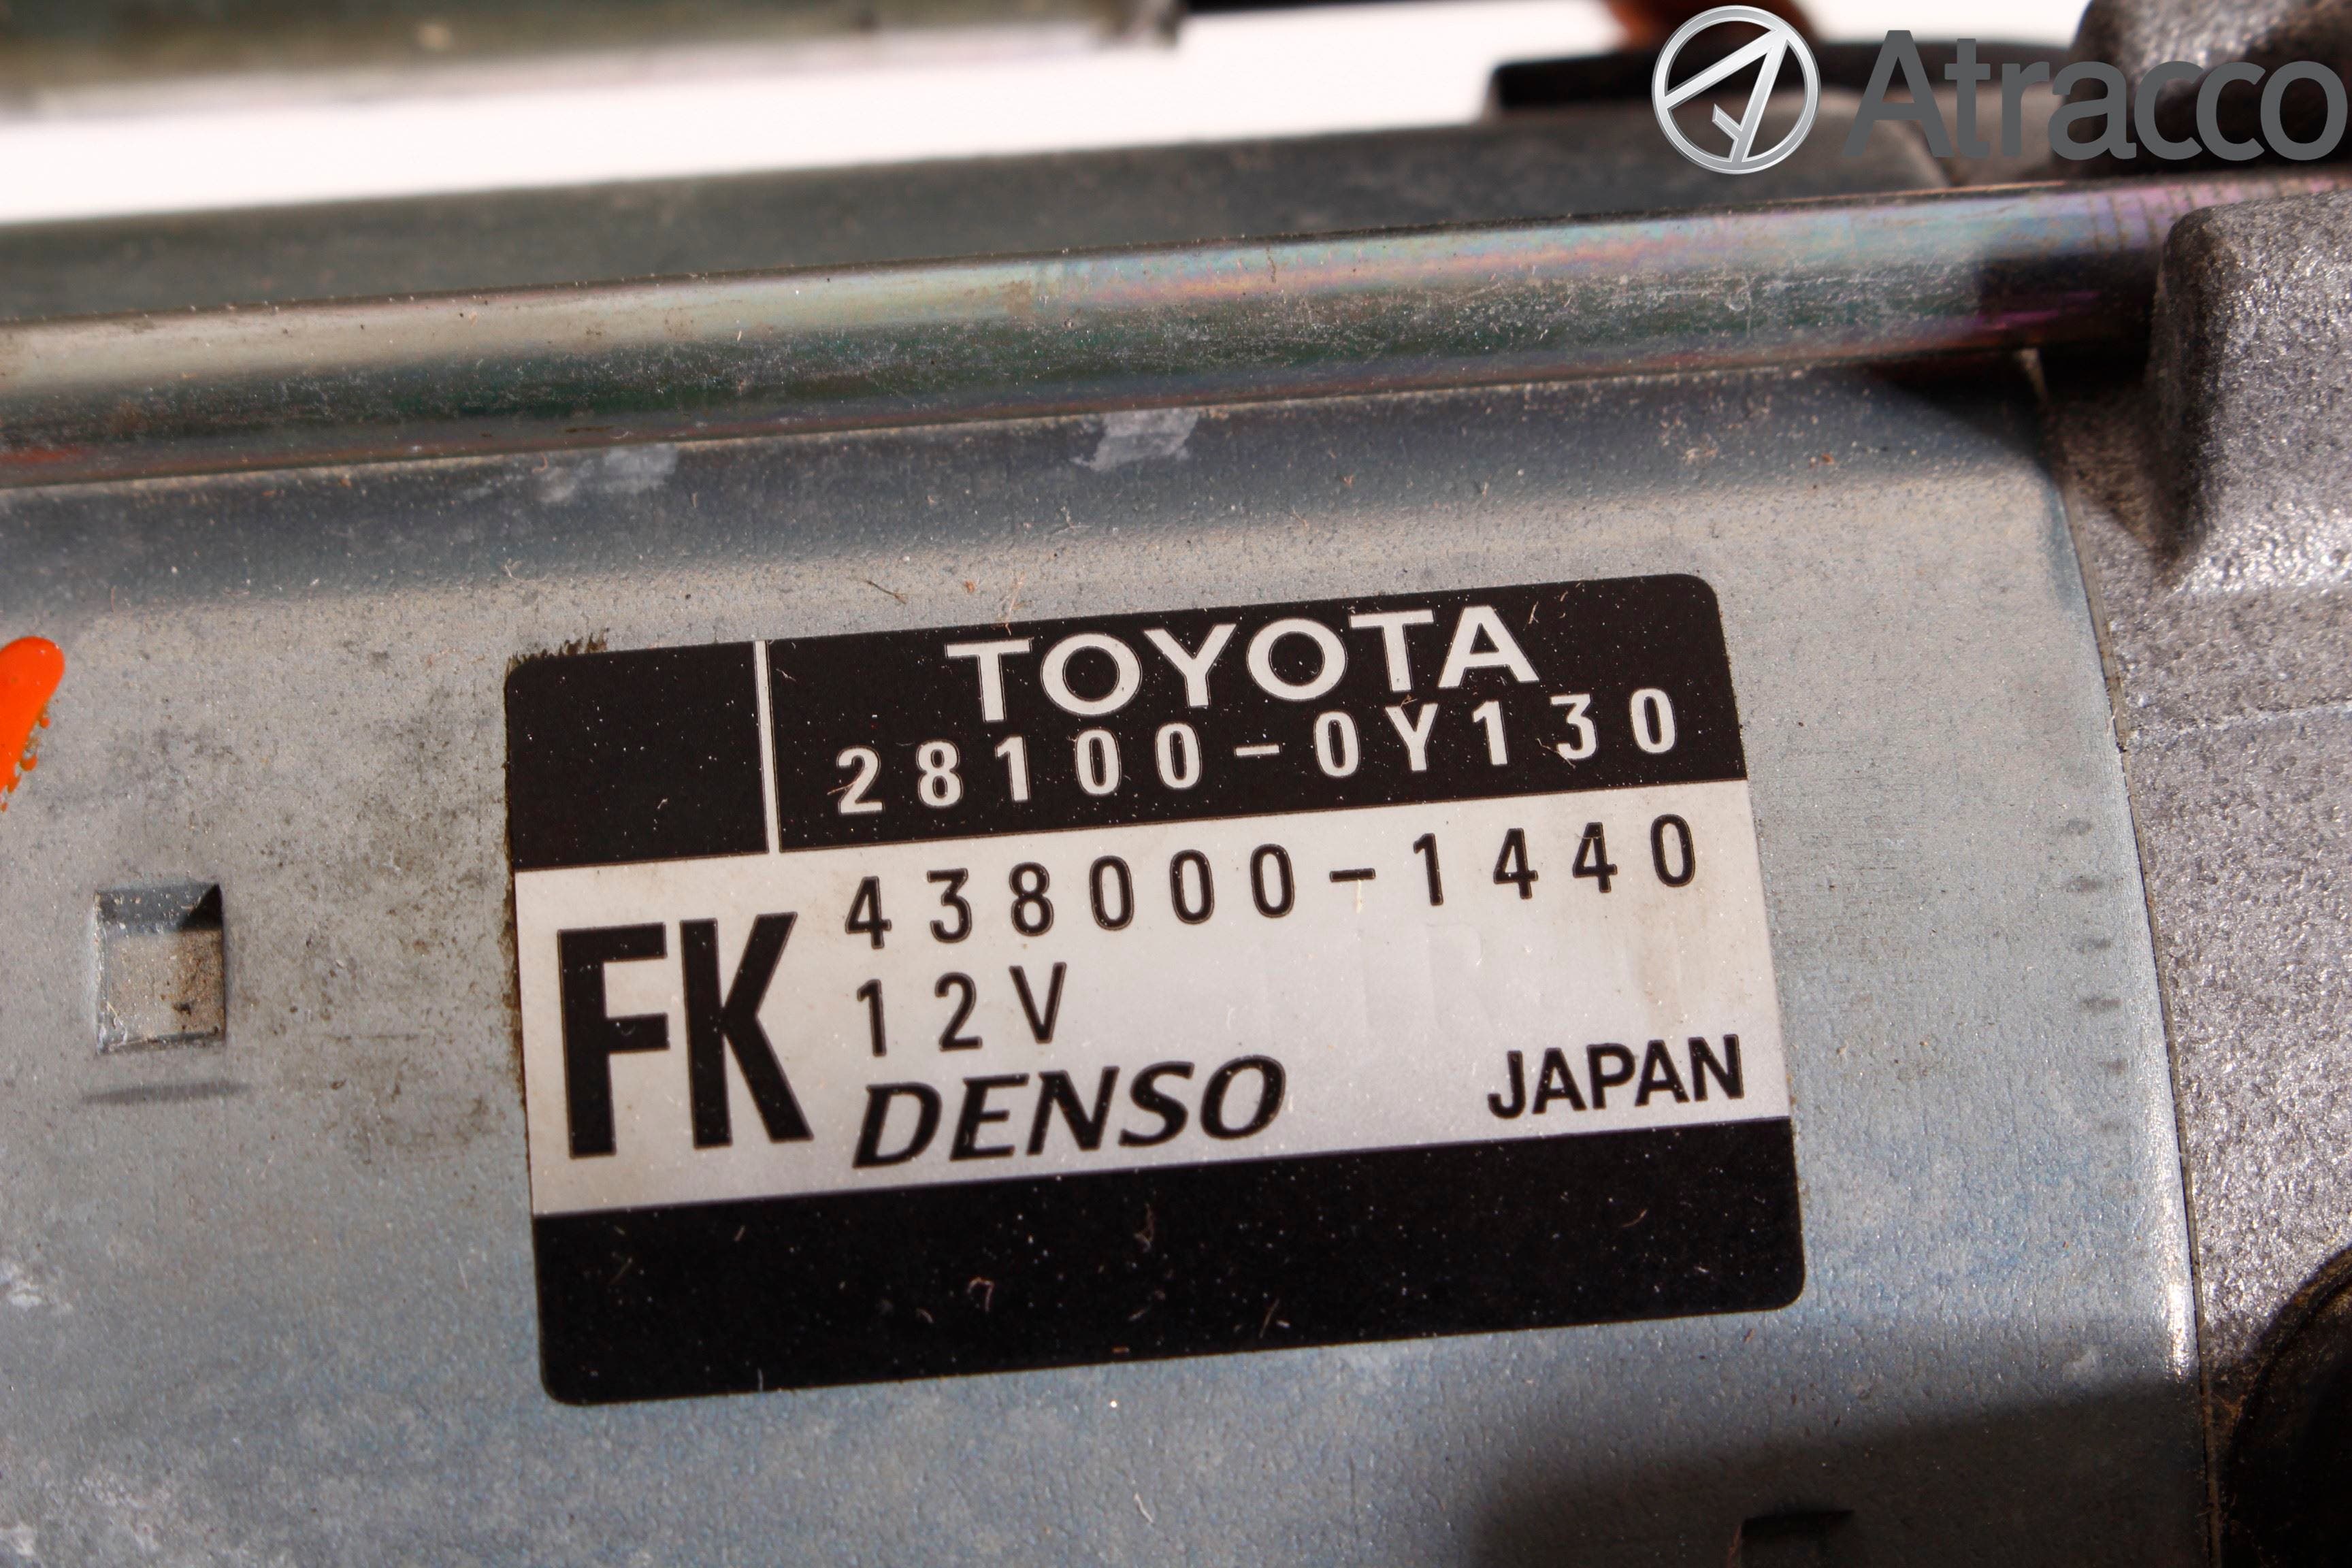 Atracco
TOYOTA
28100-0Y130
438000-1440
FK
12V
DENSO
JAPAN